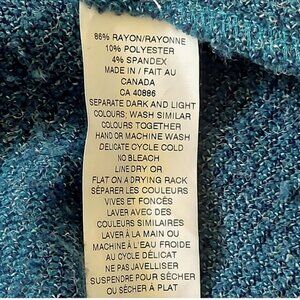 86% RAYON/RAYONNE
10% POLYESTER
4% SPANDEX
MADE IN / FAIT AU
CANADA
CA 40886
SEPARATE DARK AND LIGHT
COLOURS; WASH SIMILAR
COLOURS TOGETHER
HAND OR MACHINE WASH
DELICATE CYCLE COLD
NO BLEACH
LINE DRY OR
FLAT ON A DRYING RACK
SÉPARER LES COULEURS
VIVES ET FONCÉS
LAVER AVEC DES
COULEURS SIMILAIRES
LAVER À LA MAIN OU
MACHINE À L'EAU FROIDE
AU CYCLE DÉLICAT
NE PAS JAVELLISER
SUSPENDRE POUR SÉCHER
OU SÉCHER À PLAT